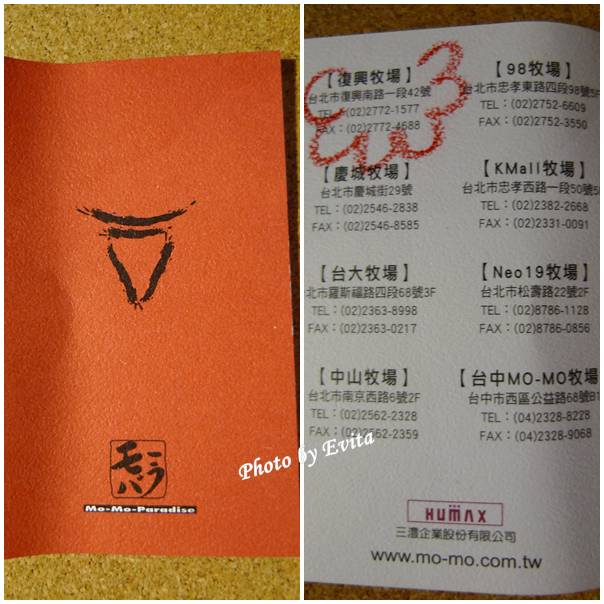 モ三
パラ
Mo-Mo-Paradise
Photo by Evita
【復興牧場】
台北市復興南路一段42號
TEL：(02)2772-1577
FAX：(02)2772-4688
【慶城牧場】
台北市慶城街29號
TEL：(02)2546-2838
FAX：(02)2546-8585
【台大牧場】
北市羅斯福路四段68號3F
TEL：(02)2363-8998
FAX：(02)2363-0217
【中山牧場】
台北市南京西路6號2F
TEL：(02)2562-2328
FAX：(02)2562-2359
【98牧場】
台北市忠孝東路四段98號5F
TEL：(02)2752-6609
FAX：(02)2752-3550
【KMall牧場】
台北市忠孝西路一段50號
TEL：(02)2382-2668
FAX：(02)2331-0091
【Neo19牧場】
台北市松壽路22號2F
TEL：(02)8786-1128
FAX：(02)8786-0856
【台中MO-MO牧場
台中市西區公益路68號B1
TEL：(04)2328-8228
FAX：(04)2328-9068
HUMAX
三澧企業股份有限公司
www.mo-mo.com.tw